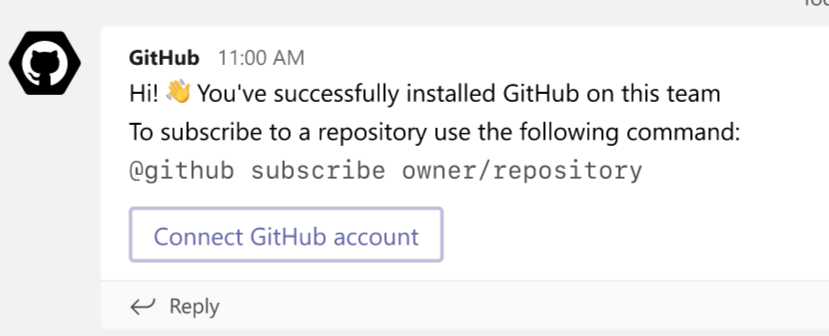 GitHub 11:00 AM
Hi! 👋 You've successfully installed GitHub on this team
To subscribe to a repository use the following command:
@github subscribe owner/repository
Connect GitHub account
Reply